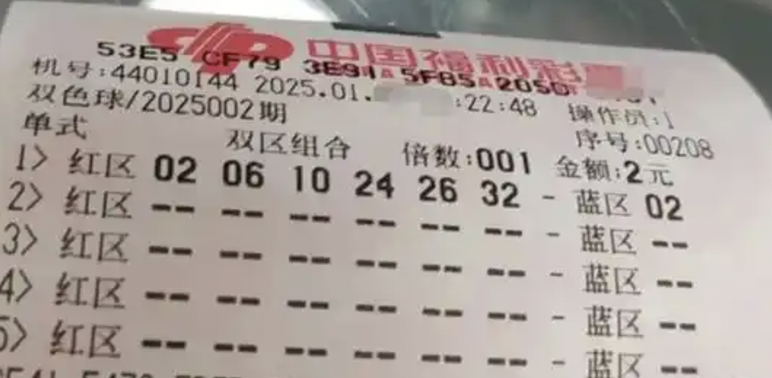 中国福利彩票
53E5 CF79 3E91 5FB5 205D
机号:44010144 2025.01. :22:48 操作员:1
双色球/2025002期 序号:00208
单式 双区组合 倍数:001 金额:2元
1> 红区 02 06 10 24 26 32 - 蓝区 02
2> 红区 -- -- -- -- -- -- - 蓝区 --
3> 红区 -- -- -- -- -- -- - 蓝区 --
4> 红区 -- -- -- -- -- -- - 蓝区 --
5> 红区 -- -- -- -- -- -- - 蓝区 --